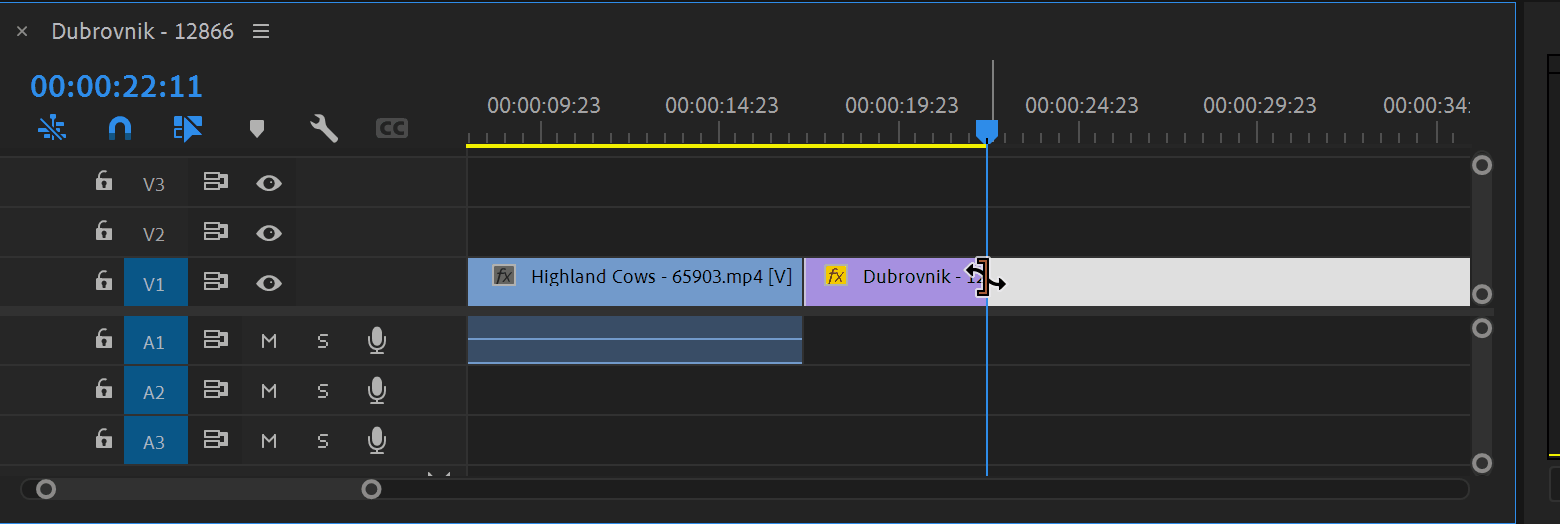 Dubrovnik - 12866
00:00:22:11
00:00:09:23 00:00:14:23 00:00:19:23 00:00:24:23 00:00:29:23 00:00:34:
CC
V3
V2
V1 fx Highland Cows - 65903.mp4 [V] fx Dubrovnik - 12
A1 M S
A2 M S
A3 M S